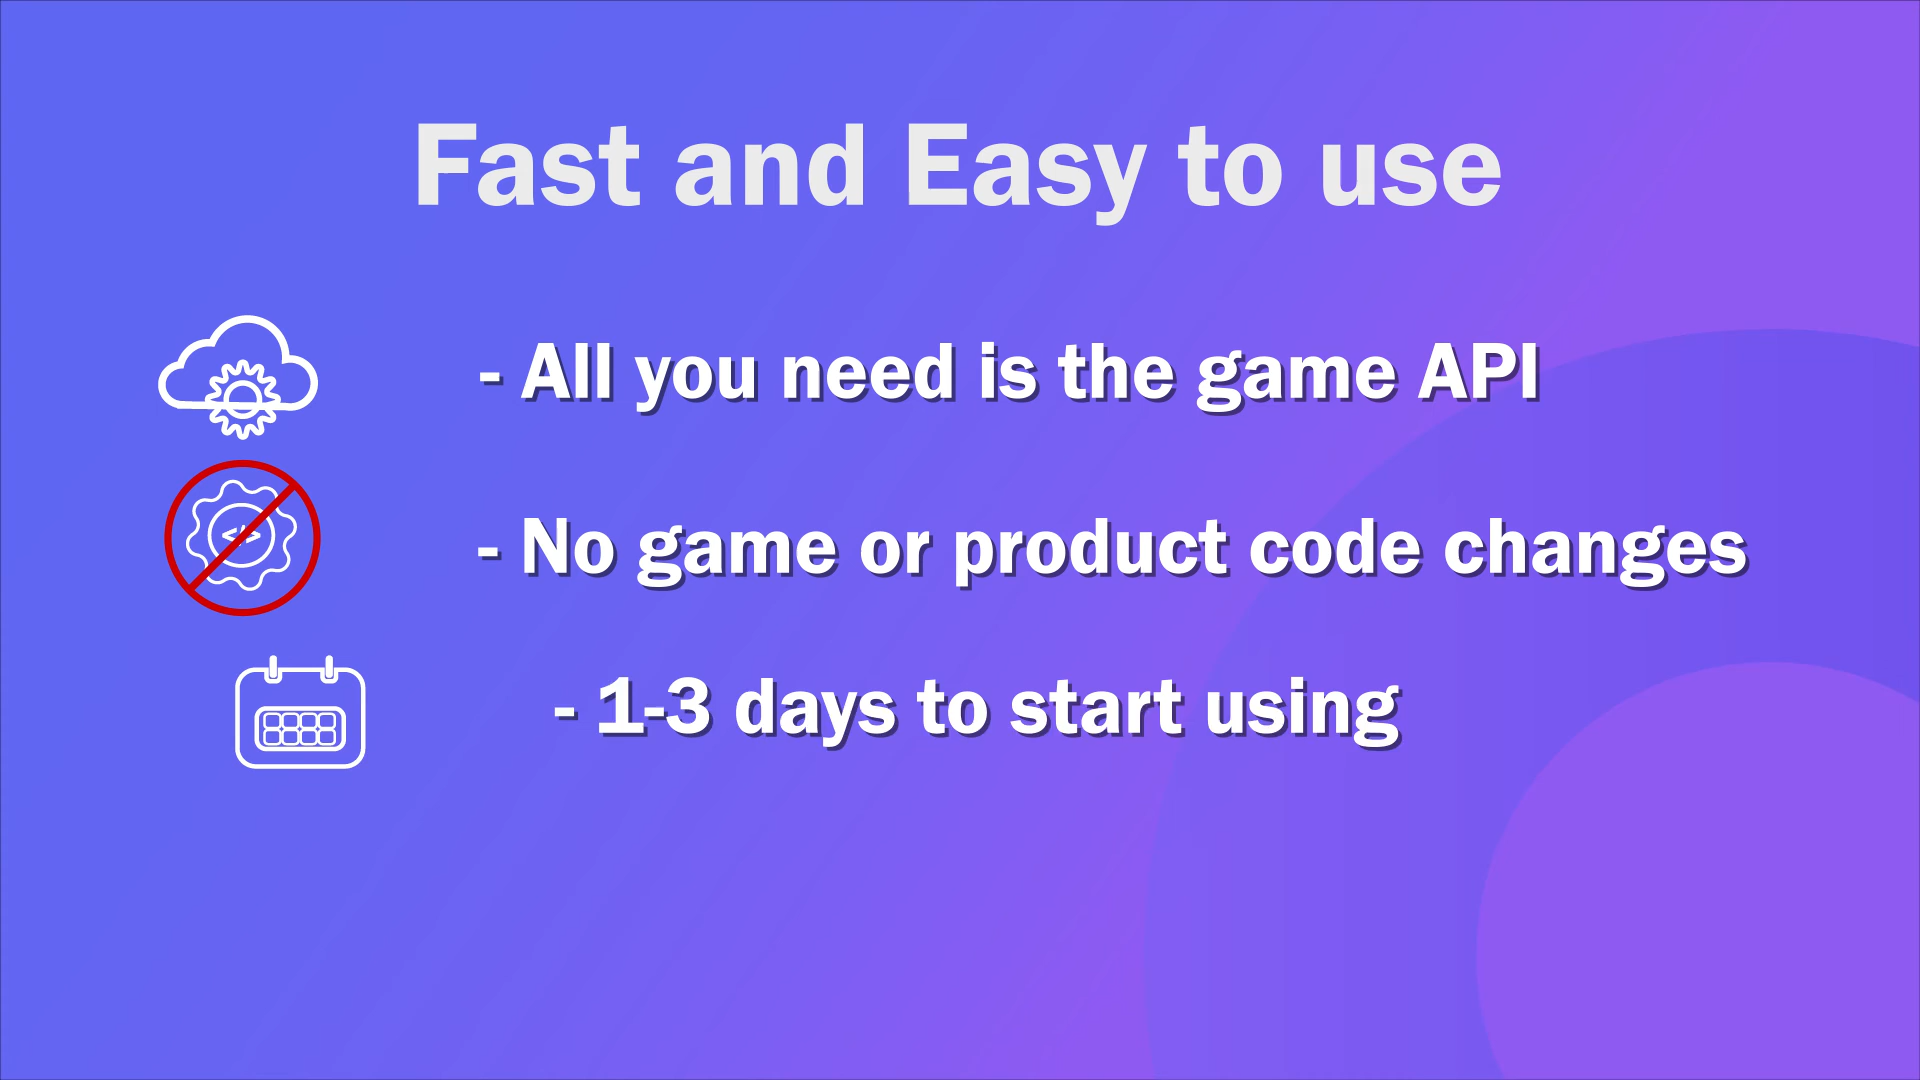 Fast and Easy to use
- All you need is the game API
</>
- No game or product code changes
- 1-3 days to start using